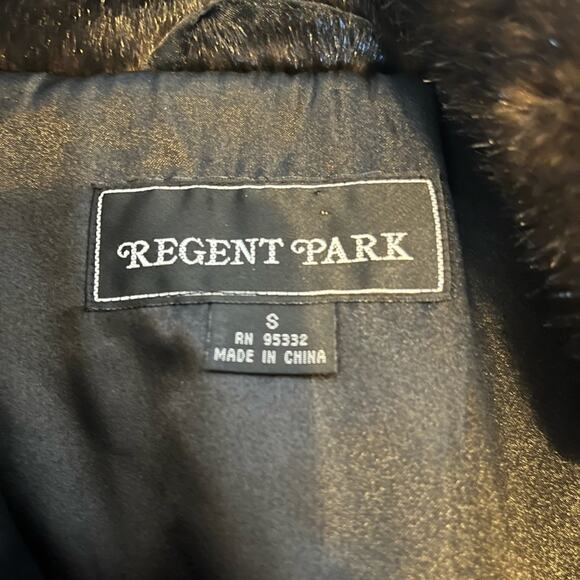 REGENT PARK
S
RN 95332
MADE IN CHINA